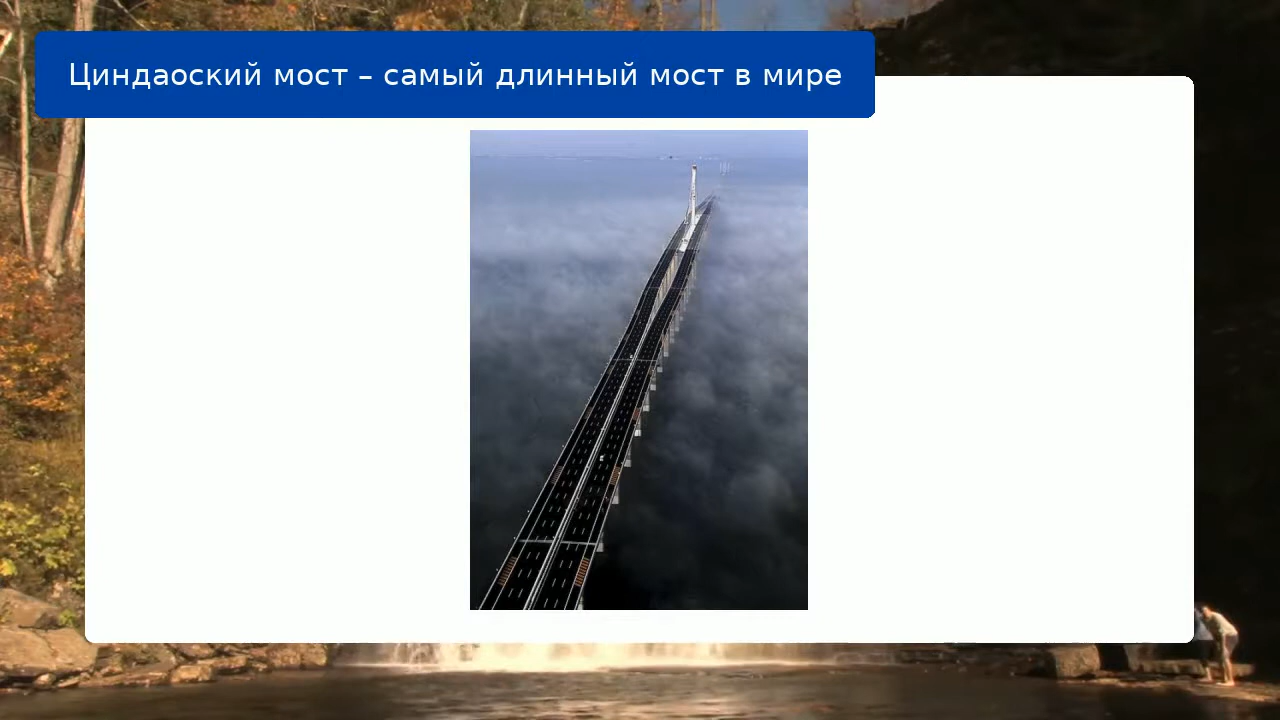 Циндаоский мост – самый длинный мост в мире